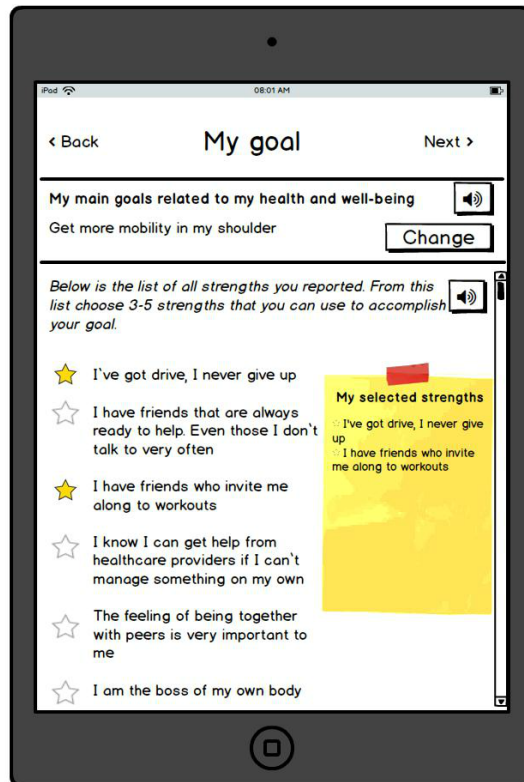 iPad 08:01 AM
< Back My goal Next >
My main goals related to my health and well-being
Get more mobility in my shoulder
Change
Below is the list of all strengths you reported. From this
list choose 3-5 strengths that you can use to accomplish
your goal.
I`ve got drive, I never give up
I have friends that are always
ready to help. Even those I don`t
talk to very often
I have friends who invite me
along to workouts
I know I can get help from
healthcare providers if I can`t
manage something on my own
The feeling of being together
with peers is very important to
me
I am the boss of my own body
My selected strengths
I've got drive, I never give
up
I have friends who invite
me along to workouts